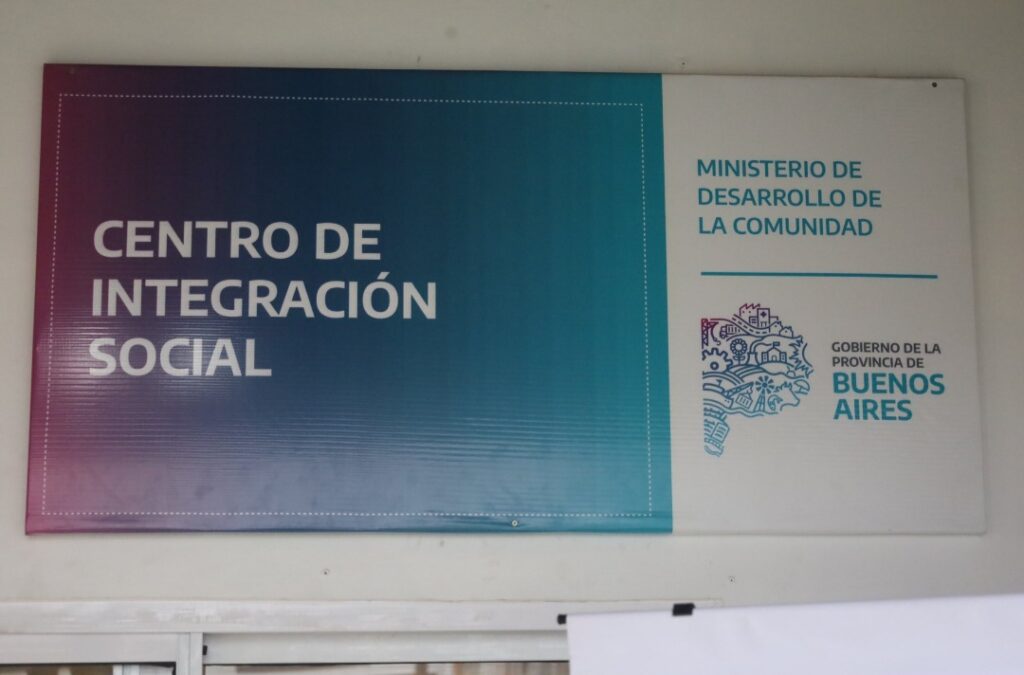 CENTRO DE
INTEGRACIÓN
SOCIAL
MINISTERIO DE
DESARROLLO DE
LA COMUNIDAD
GOBIERNO DE LA
PROVINCIA DE
BUENOS
AIRES